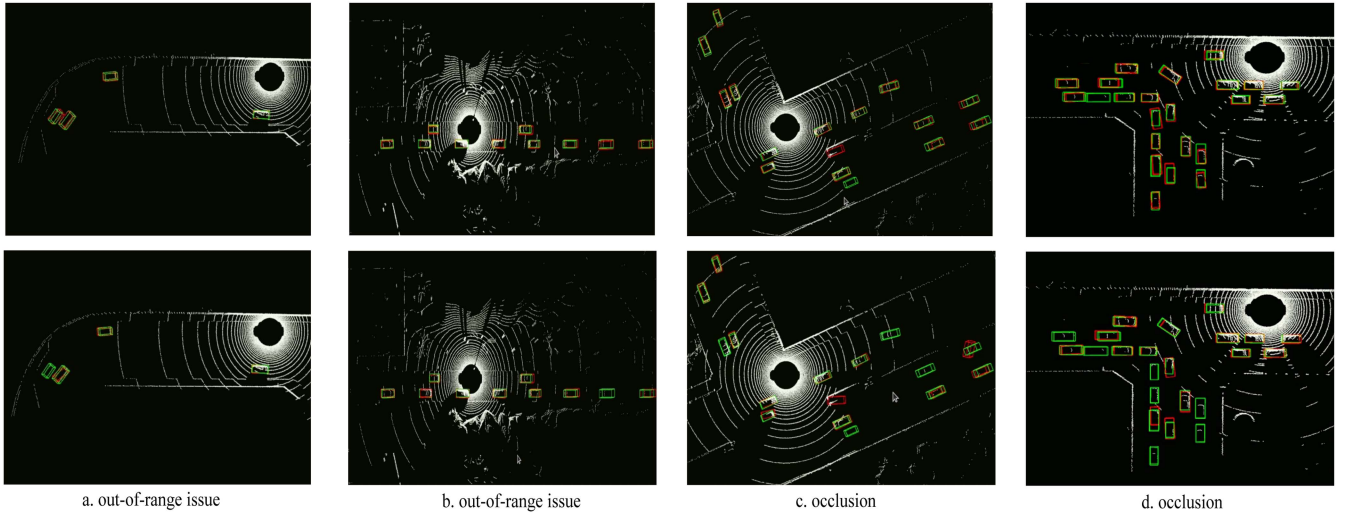 a. out-of-range issue
b. out-of-range issue
c. occlusion
d. occlusion